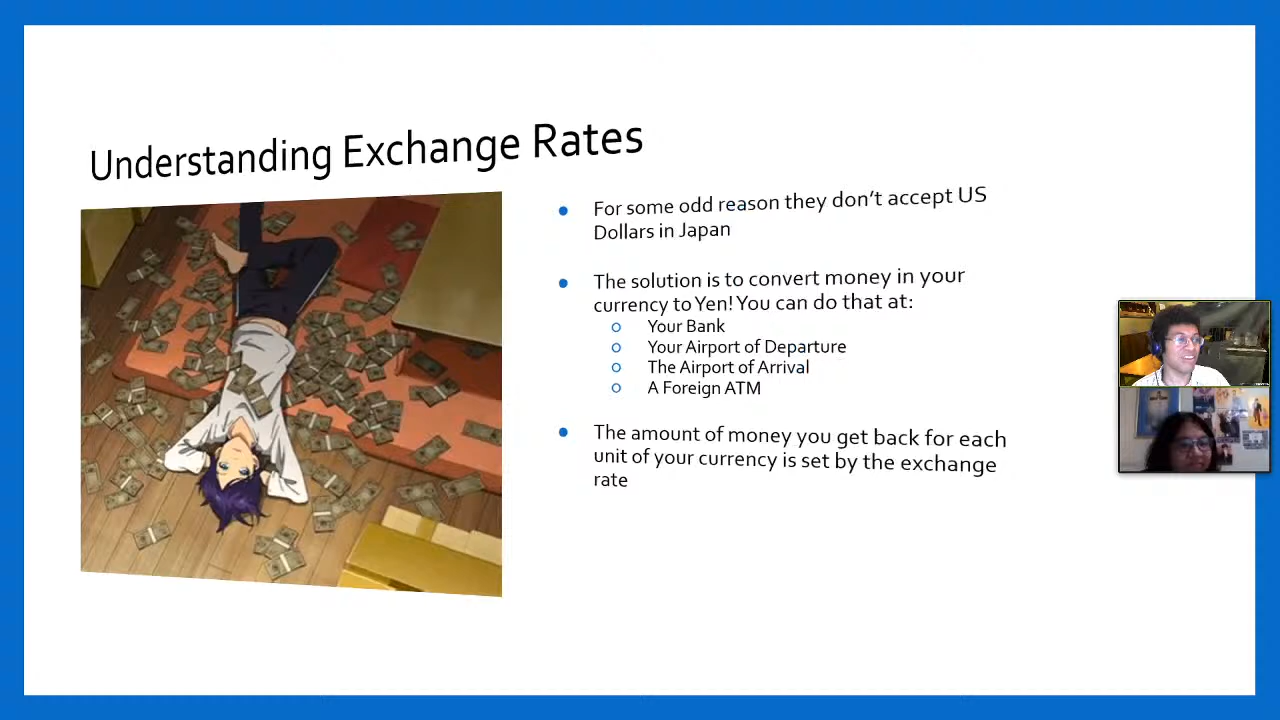 Understanding Exchange Rates
For some odd reason they don’t accept US
Dollars in Japan
The solution is to convert money in your
currency to Yen! You can do that at:
Your Bank
Your Airport of Departure
The Airport of Arrival
A Foreign ATM
The amount of money you get back for each
unit of your currency is set by the exchange
rate